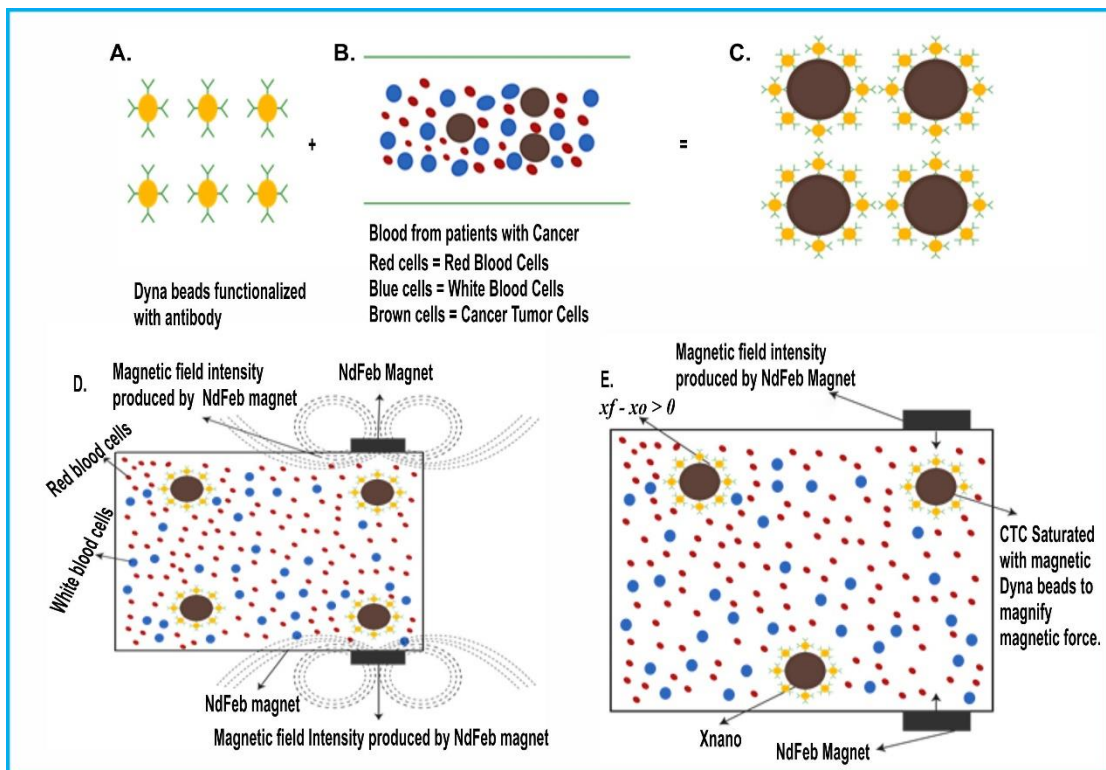 A.
B.
C.
+
=
Dyna beads functionalized
with antibody
Blood from patients with Cancer
Red cells = Red Blood Cells
Blue cells = White Blood Cells
Brown cells = Cancer Tumor Cells
D.
Magnetic field intensity
produced by NdFeb magnet
NdFeb Magnet
Red blood cells
White blood cells
NdFeb magnet
Magnetic field Intensity produced by NdFeb magnet
E.
Magnetic field intensity
produced by NdFeb Magnet
xf - xo > 0
CTC Saturated
with magnetic
Dyna beads to
magnify
magnetic force.
Xnano
NdFeb Magnet